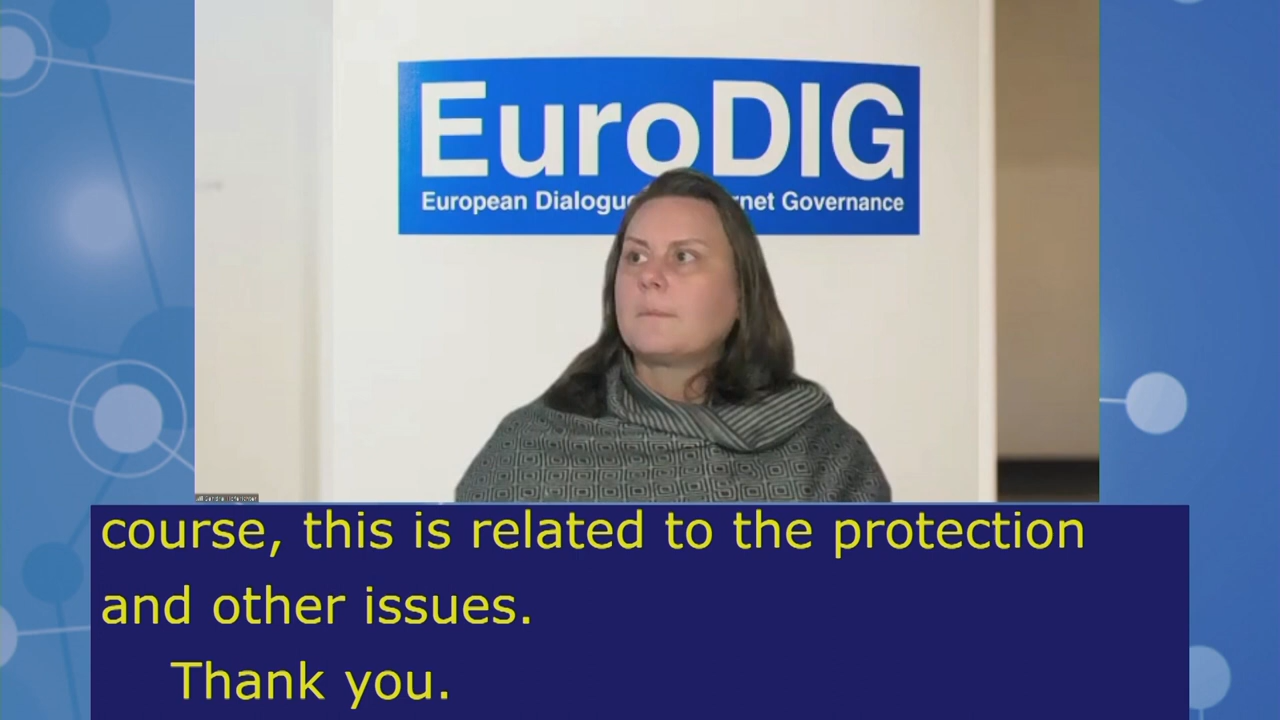 EuroDIG
European Dialogu rnet Governance
course, this is related to the protection
and other issues.
Thank you.